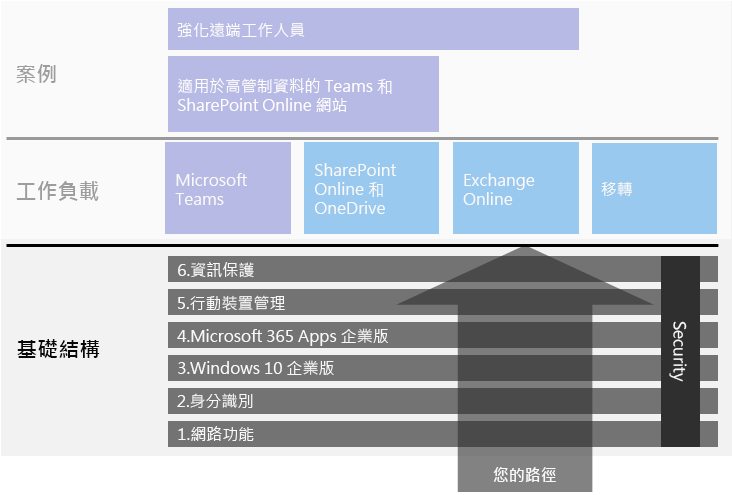 案例
強化遠端工作人員
適用於高管制資料的 Teams 和
SharePoint Online 網站
工作負載
Microsoft
Teams
SharePoint
Online 和
OneDrive
Exchange
Online
移轉
基礎結構
6.資訊保護
5.行動裝置管理
4.Microsoft 365 Apps 企業版
3.Windows 10 企業版
2.身分識別
1.網路功能
Security
您的路徑